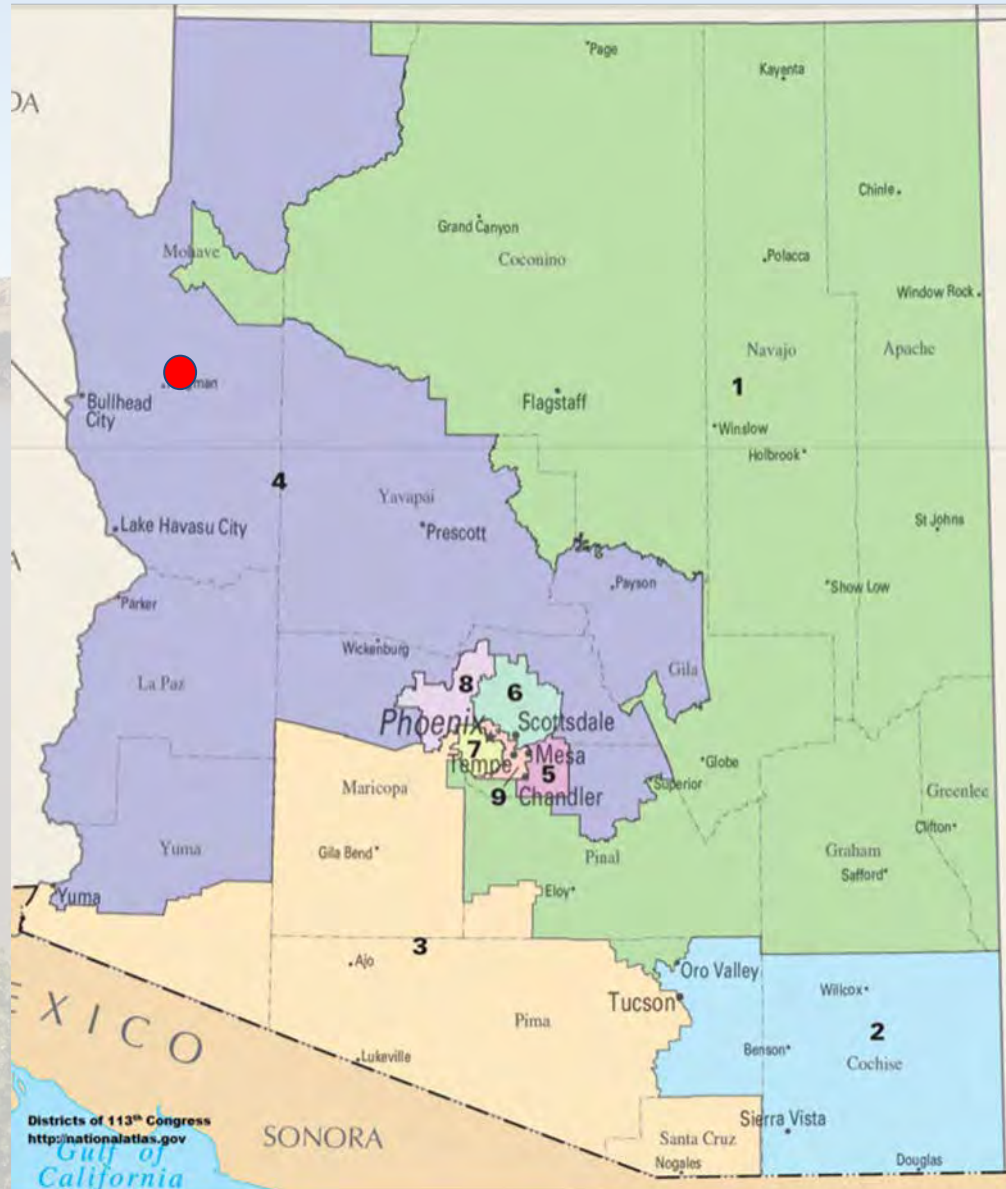 Page
Kayenta
DA
Chinle
Grand Canyon
Mohave
Coconino
Polacca
Window Rock
Navajo
Apache
Bullhead
City
Flagstaff
1
Winslow
Holbrook
4
Yavapai
Lake Havasu City
Prescott
St Johns
Payson
Parker
Show Low
Wickenburg
Gila
La Paz
8
6
Phoenix
Scottsdale
7
Mesa
Tempe
5
Globe
Superior
Maricopa
9
Chandler
Greenlee
Clifton
Yuma
Gila Bend
Pinal
Graham
Safford
Yuma
Eloy
3
Ajo
Oro Valley
Tucson
Willcox
EXICO
Pima
2
Benson
Cochise
Lukeville
Districts of 113th Congress
http://nationalatlas.gov
Sierra Vista
SONORA
Santa Cruz
Gulf of
California
Nogales
Douglas